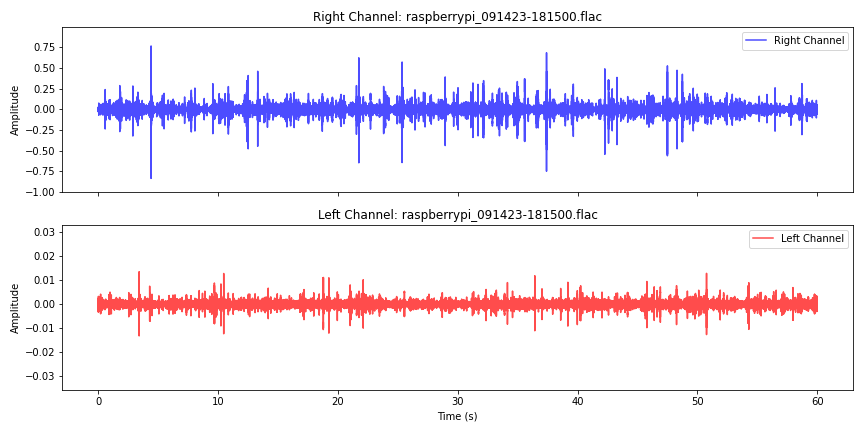 Right Channel: raspberrypi_091423-181500.flac
Right Channel
Amplitude
0.75
0.50
0.25
0.00
−0.25
−0.50
−0.75
−1.00
Left Channel: raspberrypi_091423-181500.flac
Left Channel
Amplitude
0.03
0.02
0.01
0.00
−0.01
−0.02
−0.03
0 10 20 30 40 50 60
Time (s)